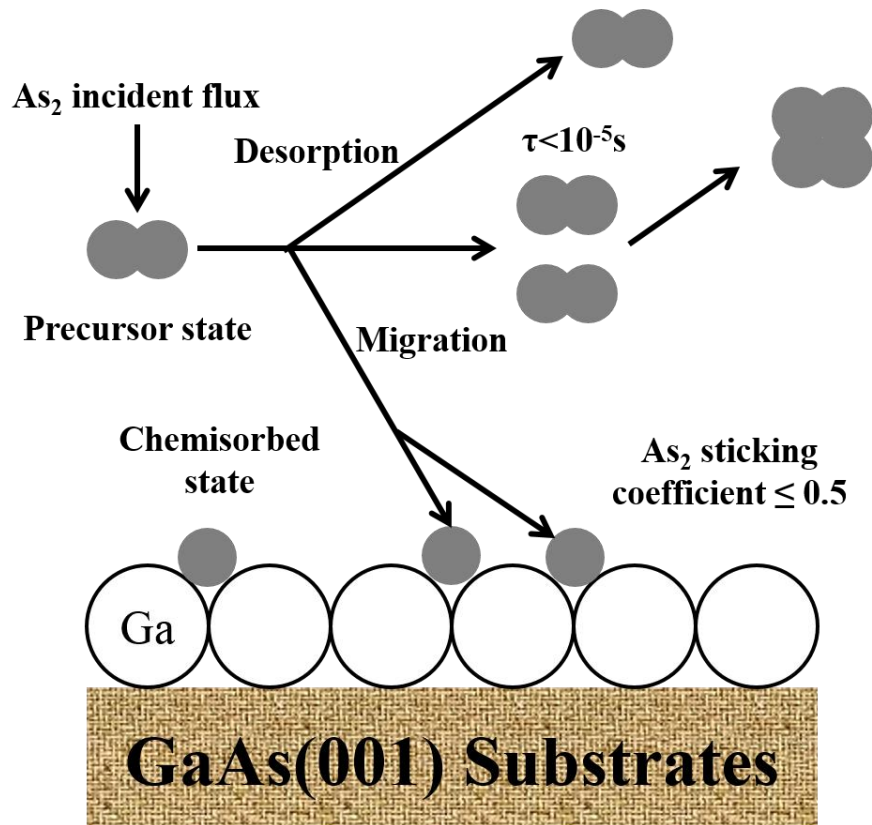 As₂ incident flux
Desorption
τ<10⁻⁵s
Precursor state
Migration
Chemisorbed
state
As₂ sticking
coefficient ≤ 0.5
Ga
GaAs(001) Substrates